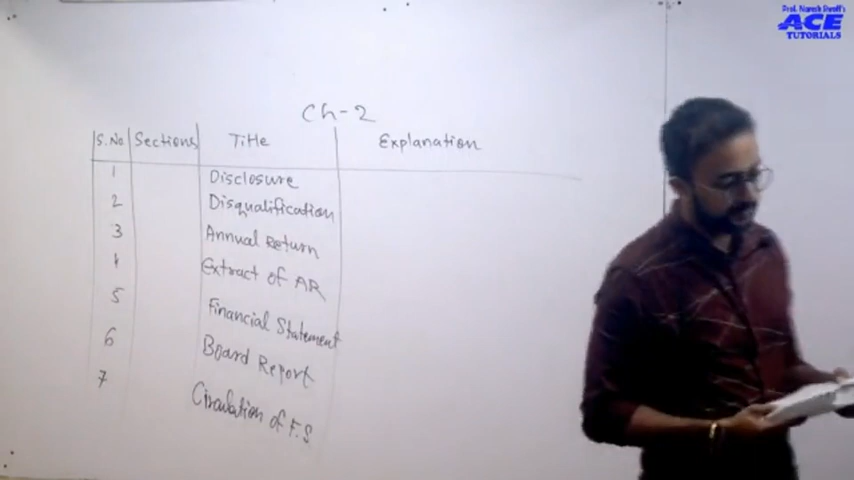 Prof. Naresh Shroff's
ACE
TUTORIALS
Ch-2
S.No Sections Title Explanation
1 Disclosure
2 Disqualification
3 Annual Return
4 Extract of AR
5 Financial Statement
6 Board Report
7 Circulation of F.S